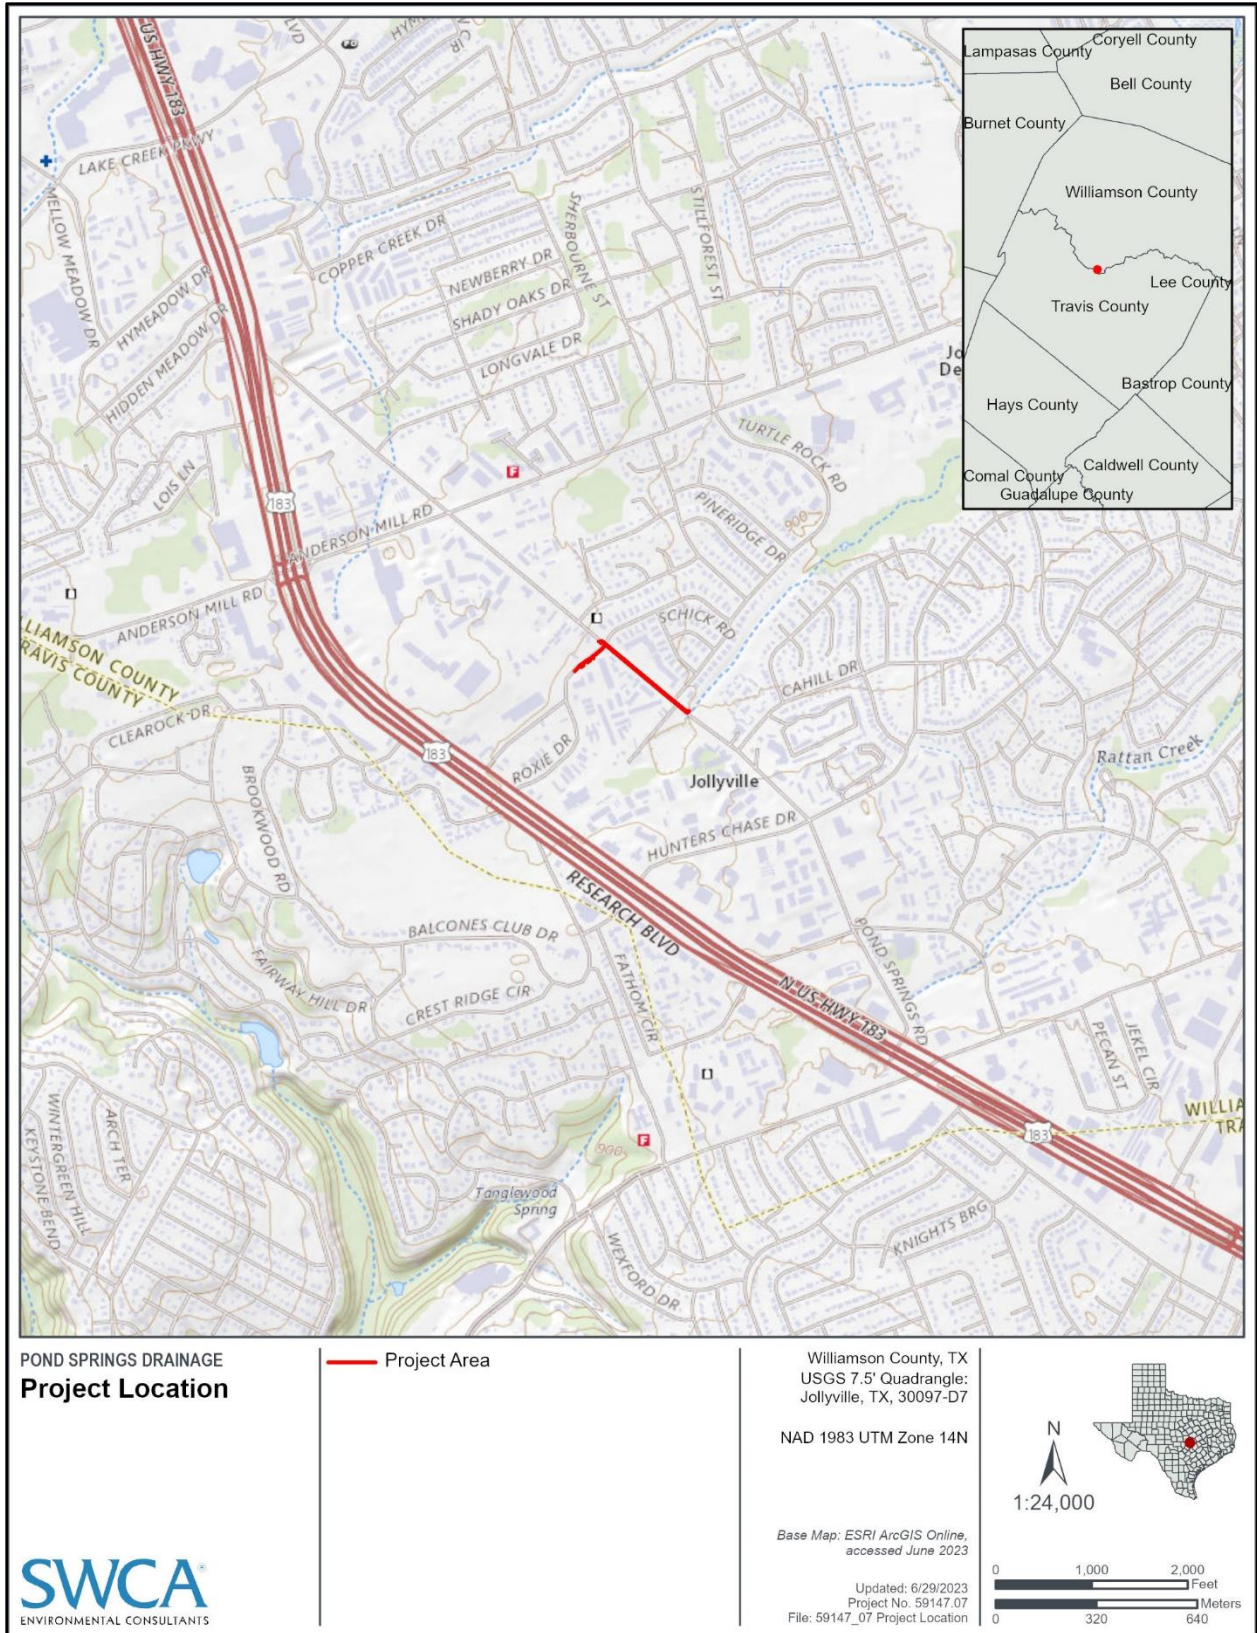 US HWY 183
BLVD
LAKE CREEK PKWY
MELLOW MEADOW DR
HYMEADOW DR
HIDDEN MEADOW DR
LOIS LN
COPPER CREEK DR
NEWBERRY DR
SHADY OAKS DR
LONGVALE DR
SHERBOURNE ST
STILLFOREST ST
TURTLE ROCK RD
PINERIDGE DR
900
F
183
ANDERSON MILL RD
ANDERSON MILL RD
SCHICK RD
LLIAMSON COUNTY
RAVIS COUNTY
CLEAROCK DR
CAHILL DR
183
ROXIE DR
Jollyville
Rattan Creek
BROOKWOOD RD
HUNTERS CHASE DR
RESEARCH BLVD
BALCONES CLUB DR
FAIRWAY HILL DR
CREST RIDGE CIR
FATHOM CIR
POND SPRINGS RD
N US HWY 183
PECAN ST
JEKEL CIR
WINTERGREEN HILL
KEYSTONE BEND
ARCH TER
F
900
183
WILLIA
TRA
Tanglewood
Spring
WEXFORD DR
KNIGHTS BRG
Jo
De
Lampasas County
Coryell County
Bell County
Burnet County
Williamson County
Lee County
Travis County
Bastrop County
Hays County
Caldwell County
Comal County
Guadalupe County
POND SPRINGS DRAINAGE
Project Location
SWCA
ENVIRONMENTAL CONSULTANTS
Project Area
Williamson County, TX
USGS 7.5' Quadrangle:
Jollyville, TX, 30097-D7
NAD 1983 UTM Zone 14N
Base Map: ESRI ArcGIS Online,
accessed June 2023
Updated: 6/29/2023
Project No. 59147.07
File: 59147_07 Project Location
N
1:24,000
0 1,000 2,000
Feet
Meters
0 320 640